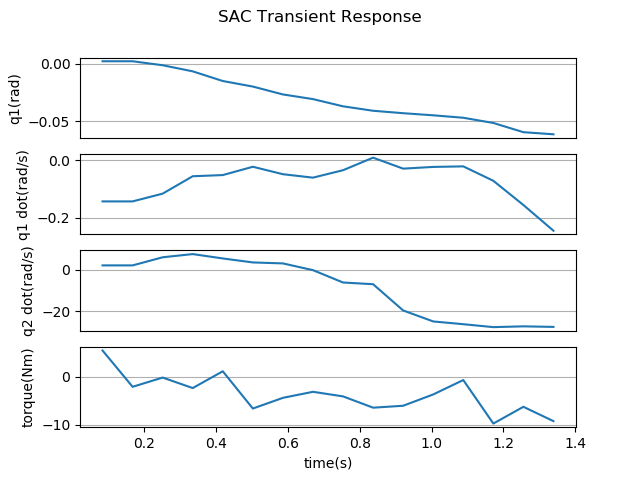 SAC Transient Response
q1(rad)
0.00
−0.05
q1 dot(rad/s)
0.0
−0.2
q2 dot(rad/s)
0
−20
torque(Nm)
0
−10
0.2 0.4 0.6 0.8 1.0 1.2 1.4
time(s)